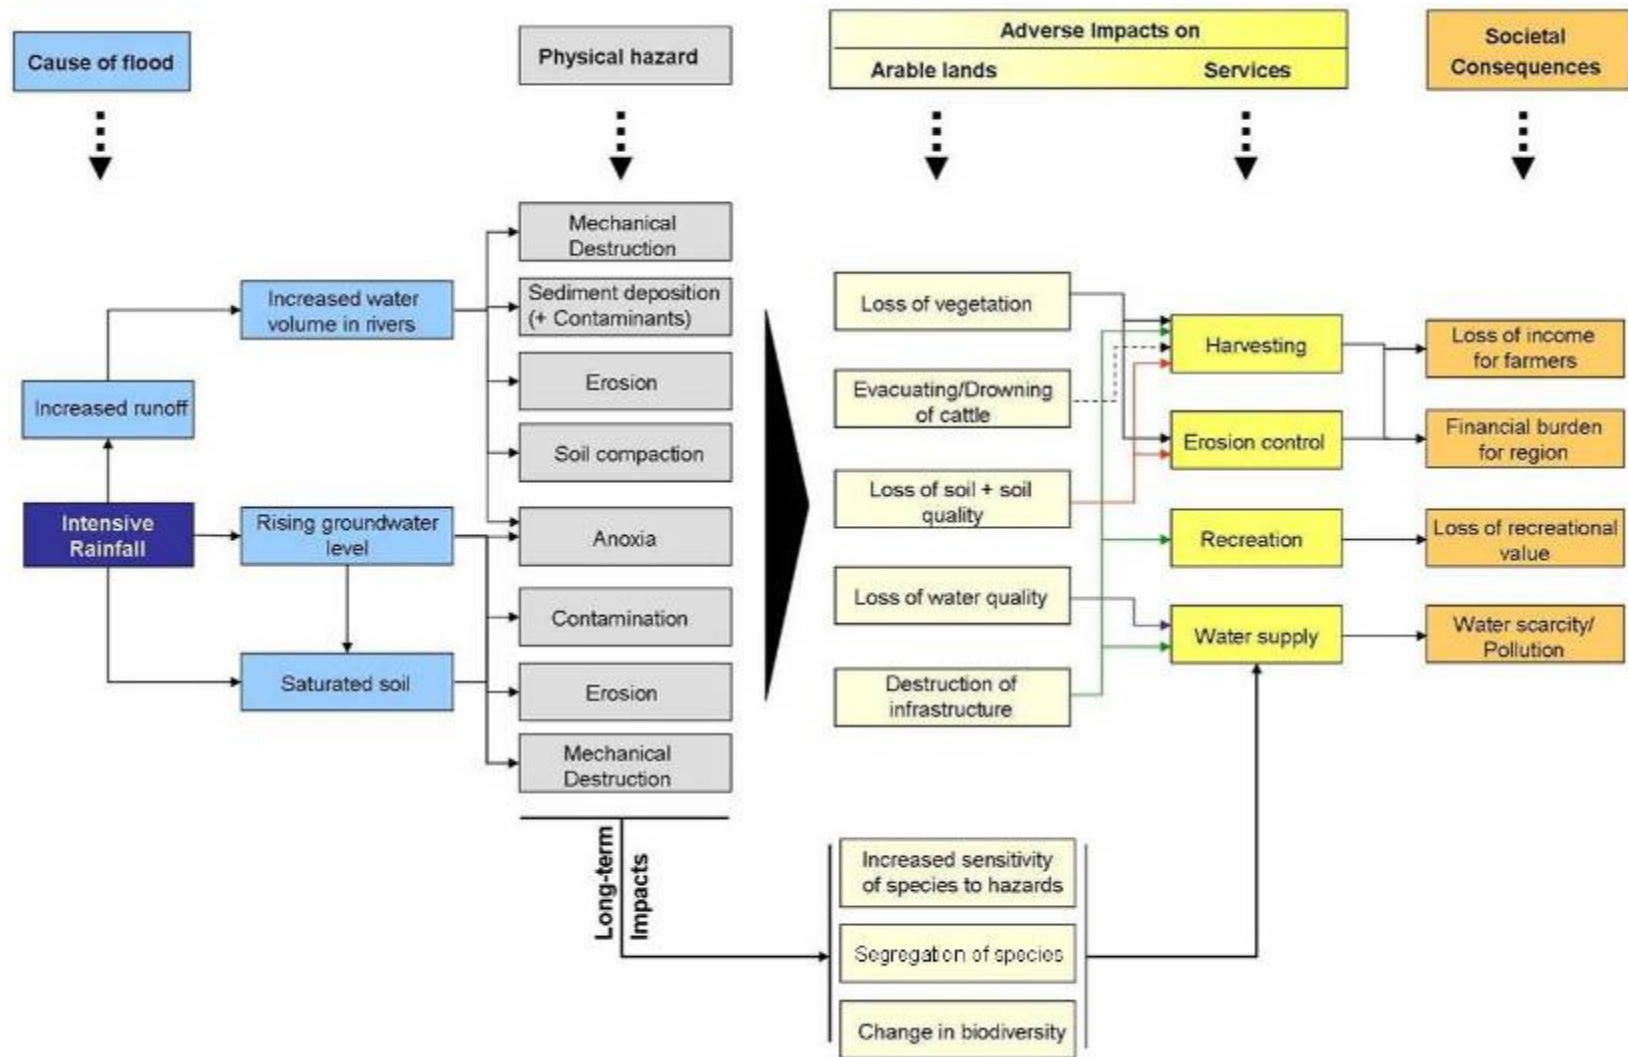 Cause of flood
Physical hazard
Adverse Impacts on
Arable lands
Services
Societal
Consequences
Mechanical
Destruction
Increased water
volume in rivers
Sediment deposition
(+ Contaminants)
Erosion
Increased runoff
Soil compaction
Intensive
Rainfall
Rising groundwater
level
Anoxia
Contamination
Saturated soil
Erosion
Mechanical
Destruction
Loss of vegetation
Evacuating/Drowning
of cattle
Loss of soil + soil
quality
Loss of water quality
Destruction of
infrastructure
Harvesting
Erosion control
Recreation
Water supply
Loss of income
for farmers
Financial burden
for region
Loss of recreational
value
Water scarcity/
Pollution
Long-term
Impacts
Increased sensitivity
of species to hazards
Segregation of species
Change in biodiversity